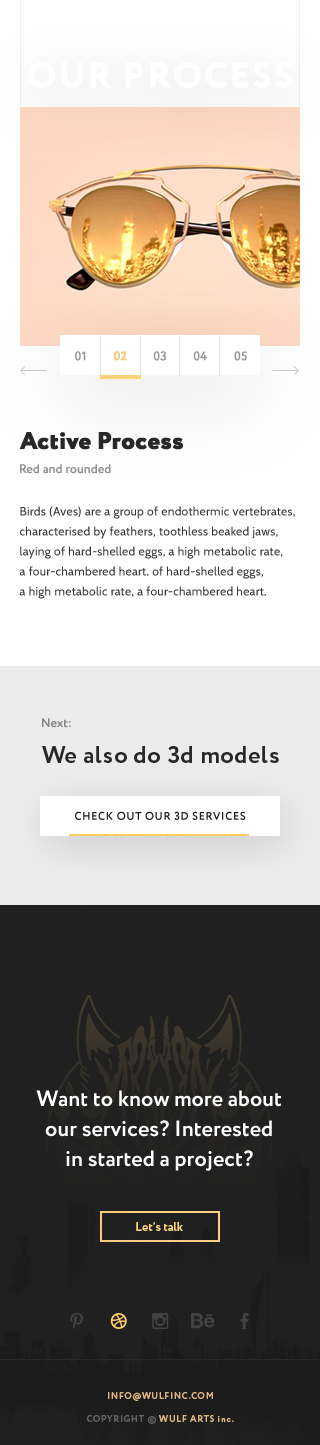 OUR PROCESS
01 02 03 04 05
Active Process
Red and rounded
Birds (Aves) are a group of endothermic vertebrates,
characterised by feathers, toothless beaked jaws,
laying of hard-shelled eggs, a high metabolic rate,
a four-chambered heart. of hard-shelled eggs,
a high metabolic rate, a four-chambered heart.
Next:
We also do 3d models
CHECK OUT OUR 3D SERVICES
Want to know more about
our services? Interested
in started a project?
Let's talk
Bē
INFO@WULFINC.COM
COPYRIGHT © WULF ARTS inc.